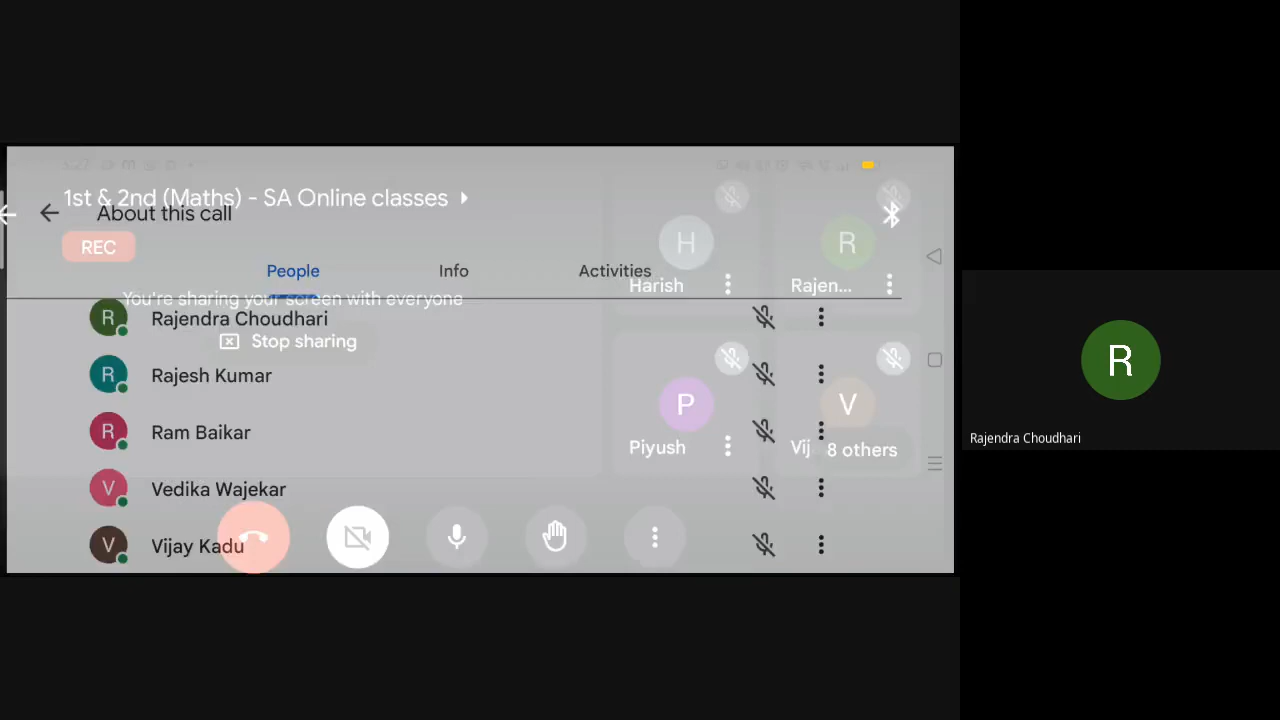 1st & 2nd (Maths) - SA Online classes
About this call
REC
People
Info
Activities
You're sharing your screen with everyone
Stop sharing
Rajendra Choudhari
Rajesh Kumar
Ram Baikar
Vedika Wajekar
Vijay Kadu
R
R
R
V
V
H
Harish
R
Rajen...
P
Piyush
V
Vij
8 others
R
Rajendra Choudhari